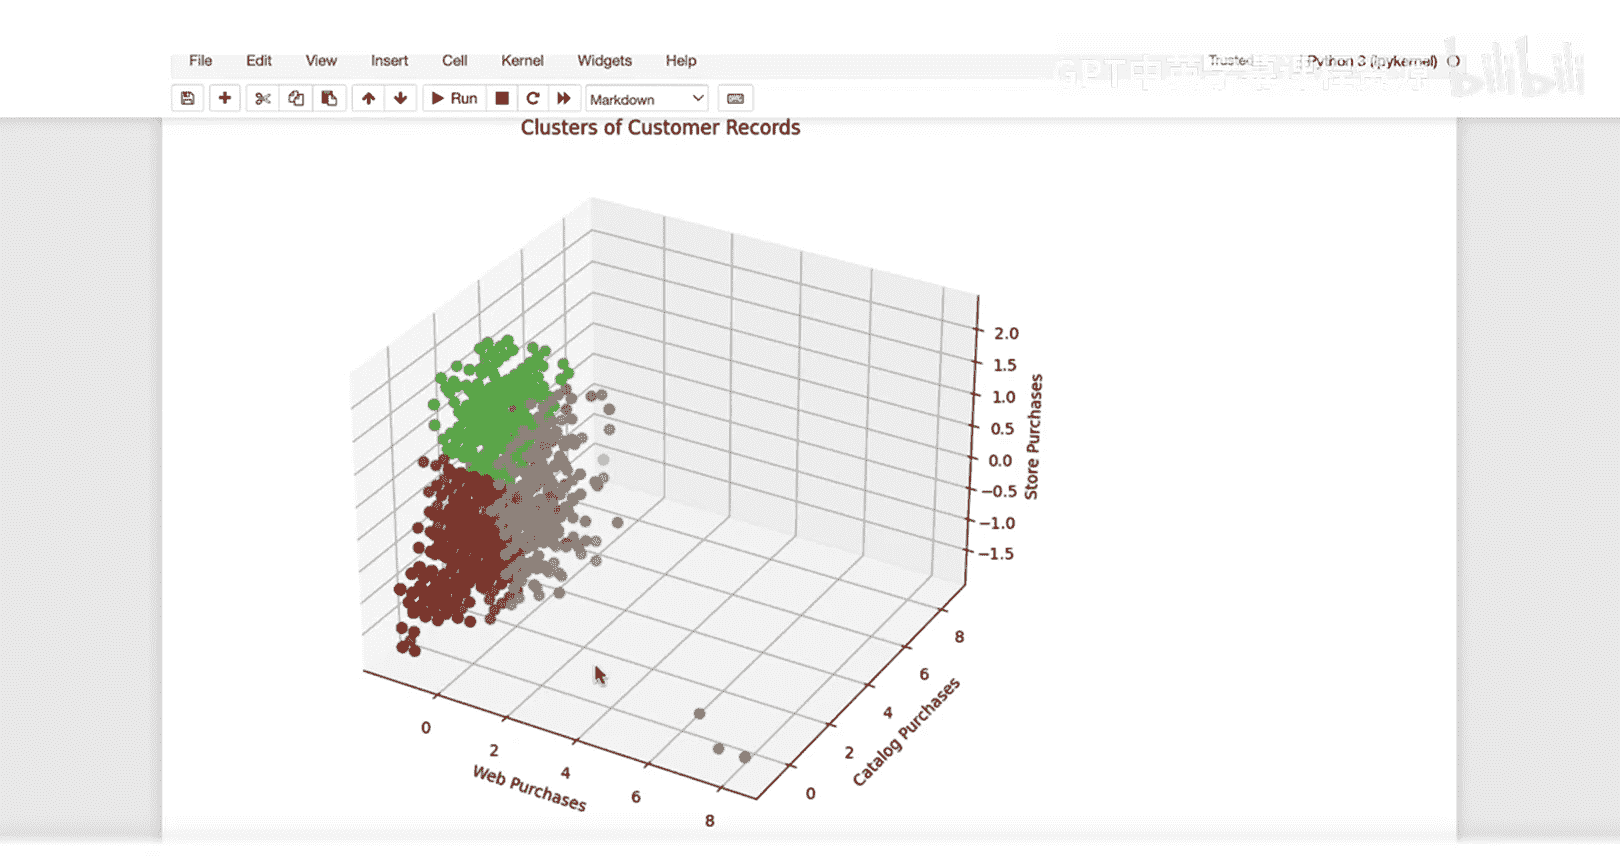 File Edit View Insert Cell Kernel Widgets Help Trusted Python 3 (ipykernel)
bilibili
Run Markdown
Clusters of Customer Records
2.0
1.5
1.0
0.5
0.0
−0.5
−1.0
−1.5
Store Purchases
8
6
4
2
0
Catalog Purchases
0
2
4
6
8
Web Purchases